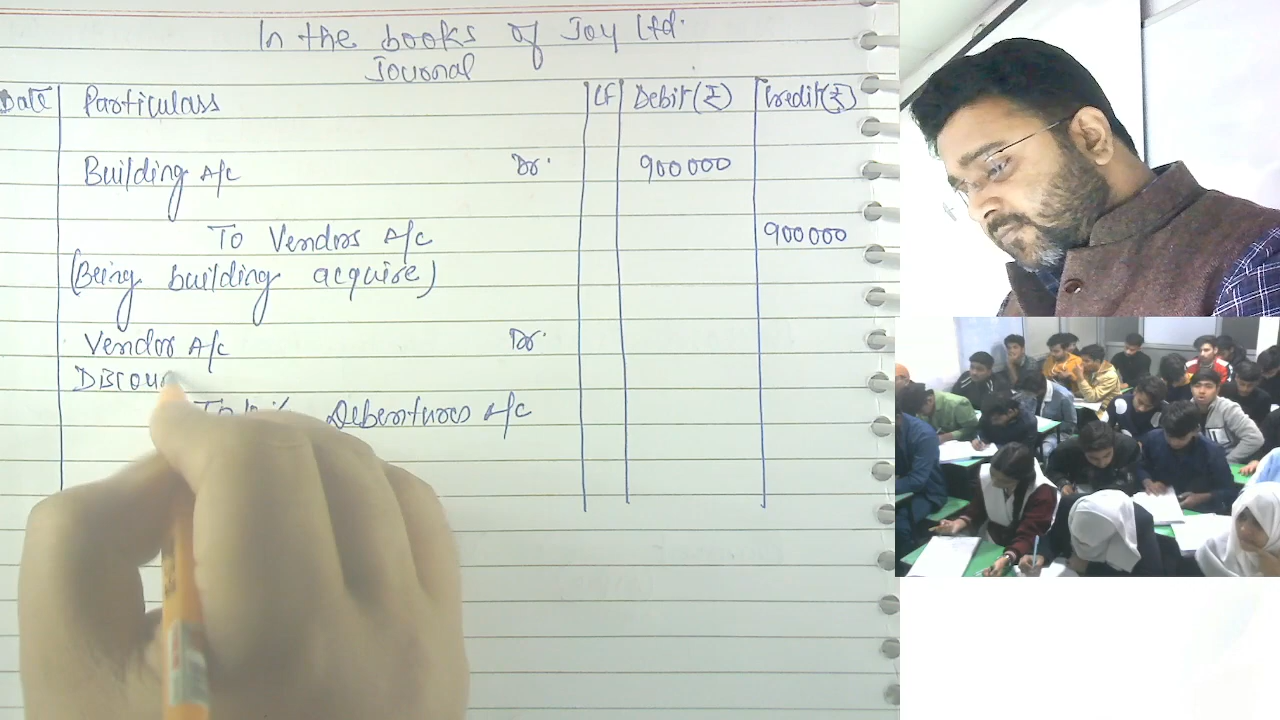 In the books of Joy Ltd.
Journal
Date Particulars LF Debit(₹) Credit(₹)
Building A/c Dr. 900000
To Vendors A/c 900000
(Being building acquire)
Vendor A/c Dr.
Discou
Debentures A/c